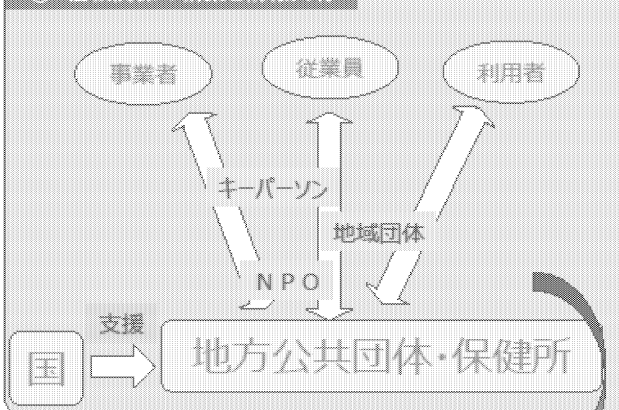 事業者
従業員
利用者
キーパーソン
地域団体
NPO
支援
国
地方公共団体・保健所